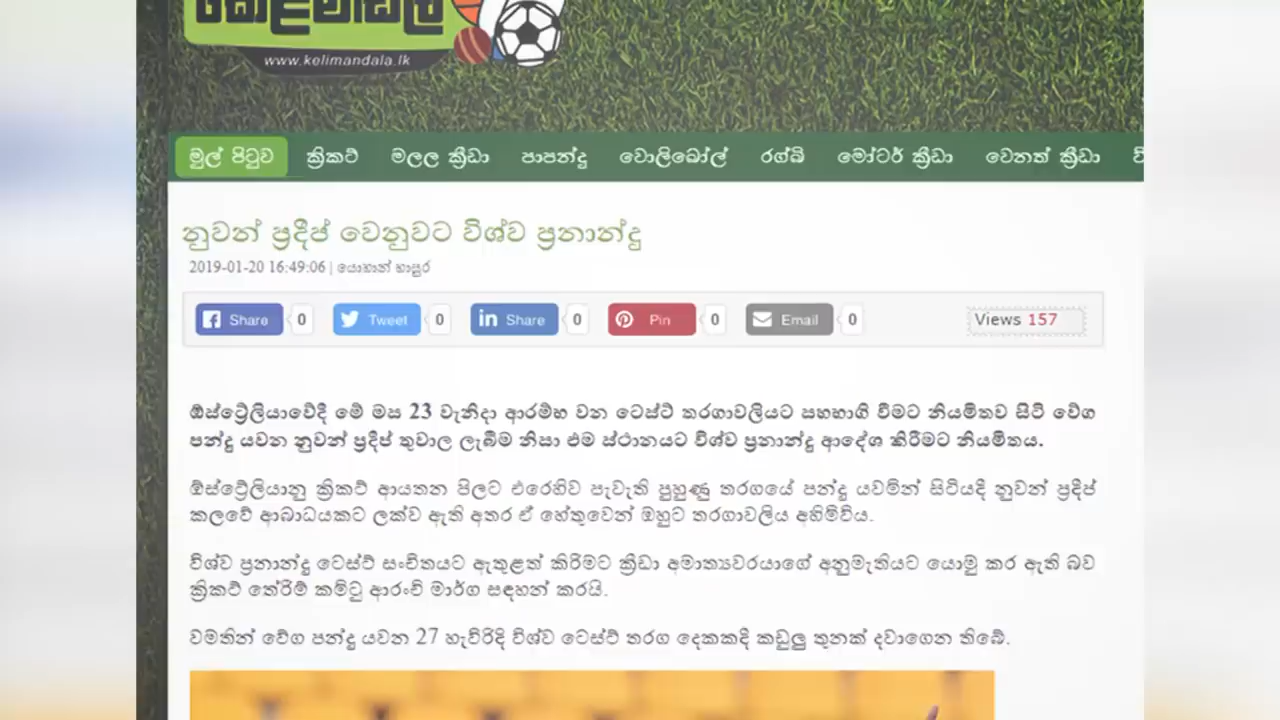 කෙළිමඬල
www.kelimandala.lk
මුල් පිටුව ක්‍රිකට් මලල ක්‍රීඩා පාපන්දු වොලිබෝල් රග්බි මෝටර් ක්‍රීඩා වෙනත් ක්‍රීඩා
නුවන් ප්‍රදීප් වෙනුවට විශ්ව ප්‍රනාන්දු
2019-01-20 16:49:06 | යොහාන් භාසුර
Share 0 Tweet 0 Share 0 Pin 0 Email 0 Views 157
ඕස්ට්‍රේලියාවේදී මේ මස 23 වැනිදා ආරම්භ වන ටෙස්ට් තරගාවලියට සහභාගි වීමට නියමිතව සිටි වේග
පන්දු යවන නුවන් ප්‍රදීප් තුවාල ලැබීම නිසා එම ස්ථානයට විශ්ව ප්‍රනාන්දු ආදේශ කිරීමට නියමිතය.
ඕස්ට්‍රේලියානු ක්‍රිකට් ආයතන පිලට එරෙහිව පැවැති පුහුණු තරගයේ පන්දු යවමින් සිටියදී නුවන් ප්‍රදීප්
කලවේ ආබාධයකට ලක්ව ඇති අතර ඒ හේතුවෙන් ඔහුට තරගාවලිය අහිමිවිය.
විශ්ව ප්‍රනාන්දු ටෙස්ට් සංචිතයට ඇතුළත් කිරීමට ක්‍රීඩා අමාත්‍යවරයාගේ අනුමැතියට යොමු කර ඇති බව
ක්‍රිකට් තේරීම් කමිටු ආරංචි මාර්ග සඳහන් කරයි.
වමතින් වේග පන්දු යවන 27 හැවිරිදි විශ්ව ටෙස්ට් තරග දෙකකදී කඩුලු තුනක් දවාගෙන තිබේ.